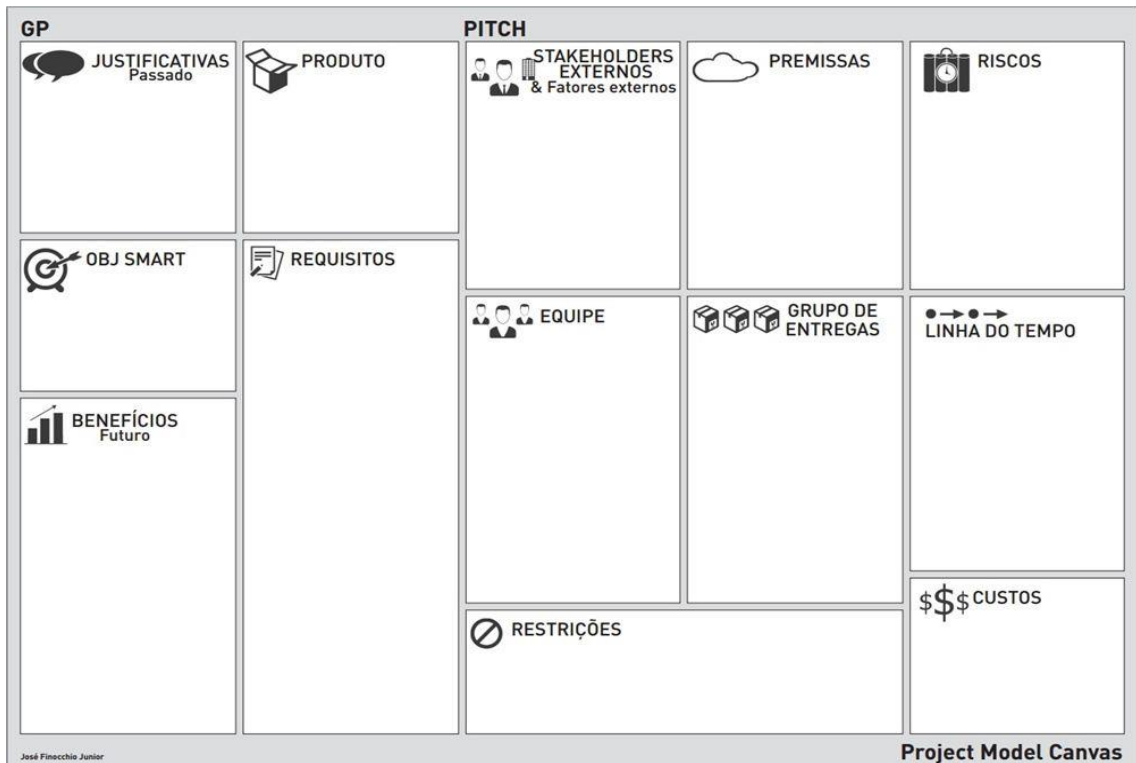 GP
PITCH
JUSTIFICATIVAS
Passado
PRODUTO
STAKEHOLDERS
EXTERNOS
& Fatores externos
PREMISSAS
RISCOS
OBJ SMART
REQUISITOS
EQUIPE
GRUPO DE
ENTREGAS
LINHA DO TEMPO
BENEFÍCIOS
Futuro
RESTRIÇÕES
$$$ CUSTOS
José Finocchio Junior
Project Model Canvas